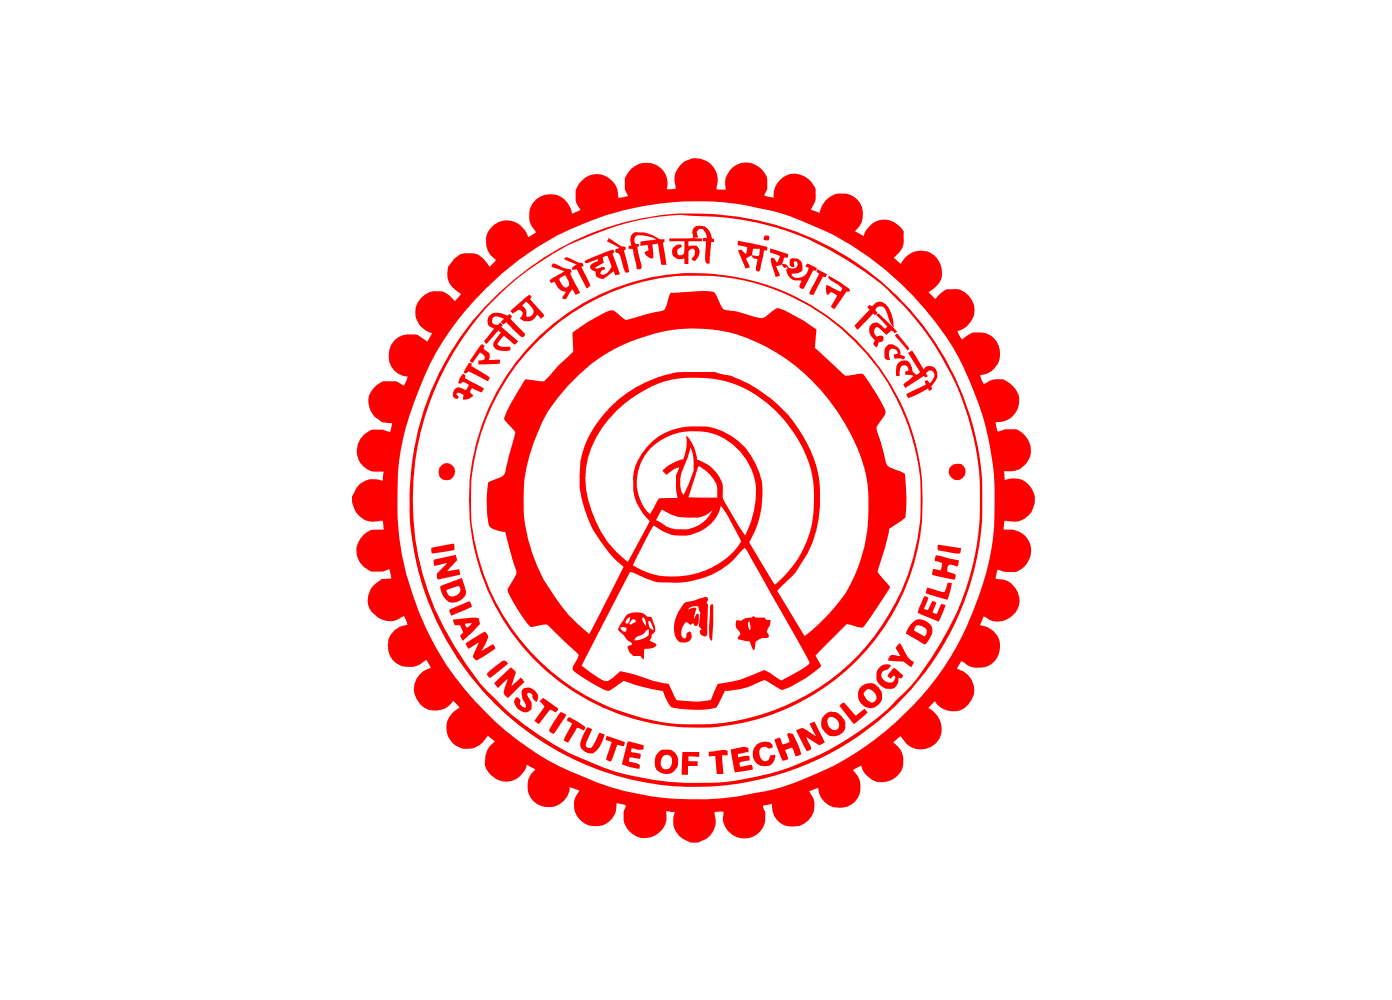 भारतीय प्रौद्योगिकी संस्थान दिल्ली
INDIAN INSTITUTE OF TECHNOLOGY DELHI